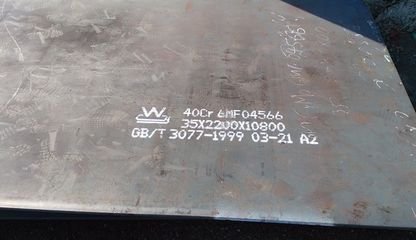 W
40Cr 6MF04566
35X2200X10800
GB/T 3077-1999 03-21 A2